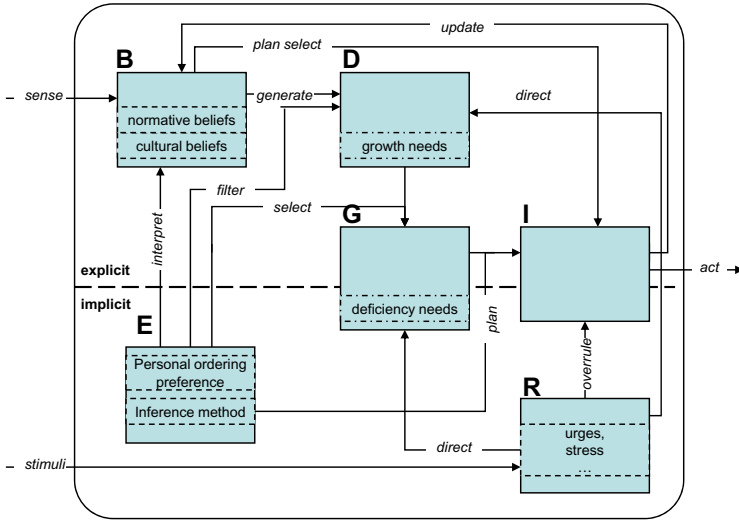 update
plan select
B
D
sense
generate
direct
normative beliefs
cultural beliefs
growth needs
filter
select
G
I
interpret
explicit
act
implicit
E
deficiency needs
plan
Personal ordering
preference
overrule
R
Inference method
urges,
stress
...
direct
stimuli